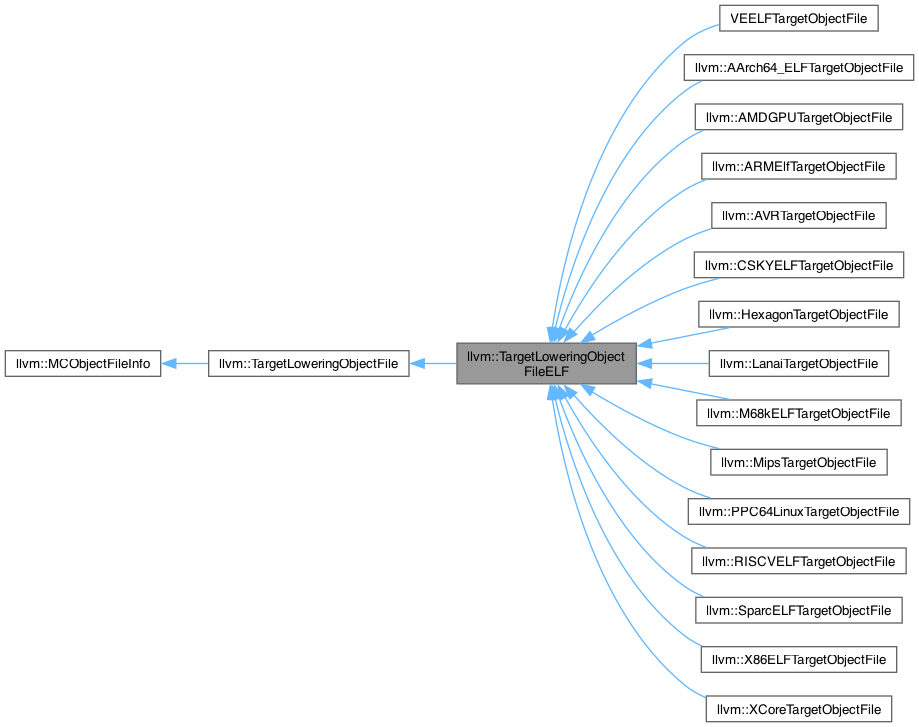 llvm::MCObjectFileInfo
llvm::TargetLoweringObjectFile
llvm::TargetLoweringObject
FileELF
VEELFTargetObjectFile
llvm::AArch64_ELFTargetObjectFile
llvm::AMDGPUTargetObjectFile
llvm::ARMElfTargetObjectFile
llvm::AVRTargetObjectFile
llvm::CSKYELFTargetObjectFile
llvm::HexagonTargetObjectFile
llvm::LanaiTargetObjectFile
llvm::M68kELFTargetObjectFile
llvm::MipsTargetObjectFile
llvm::PPC64LinuxTargetObjectFile
llvm::RISCVELFTargetObjectFile
llvm::SparcELFTargetObjectFile
llvm::X86ELFTargetObjectFile
llvm::XCoreTargetObjectFile